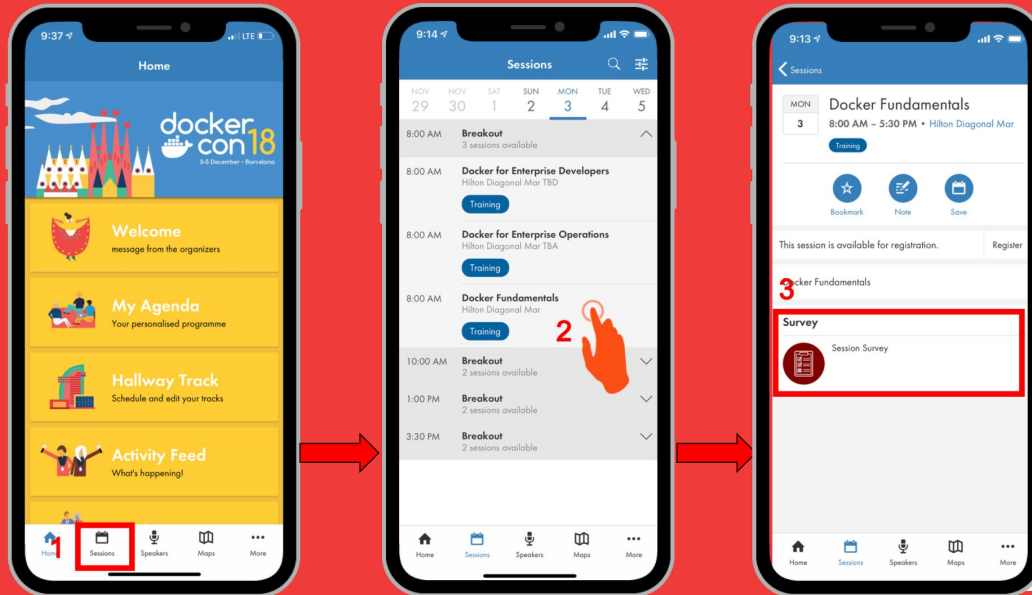 9:37
LTE
Home
docker
con 18
3-5 December • Barcelona
Welcome
message from the organizers
My Agenda
Your personalised programme
Hallway Track
Schedule and edit your tracks
Activity Feed
What's happening!
1
Home
Sessions
Speakers
Maps
More
9:14
Sessions
NOV NOV SAT SUN MON TUE WED
29 30 1 2 3 4 5
8:00 AM Breakout
3 sessions available
8:00 AM Docker for Enterprise Developers
Hilton Diagonal Mar TBD
Training
8:00 AM Docker for Enterprise Operations
Hilton Diagonal Mar TBA
Training
8:00 AM Docker Fundamentals
Hilton Diagonal Mar
Training
2
10:00 AM Breakout
2 sessions available
1:00 PM Breakout
2 sessions available
3:30 PM Breakout
2 sessions available
Home Sessions Speakers Maps More
9:13
Sessions
MON
3
Docker Fundamentals
8:00 AM – 5:30 PM • Hilton Diagonal Mar
Training
Bookmark Note Save
This session is available for registration. Register
3
Docker Fundamentals
Survey
Session Survey
Home Sessions Speakers Maps More